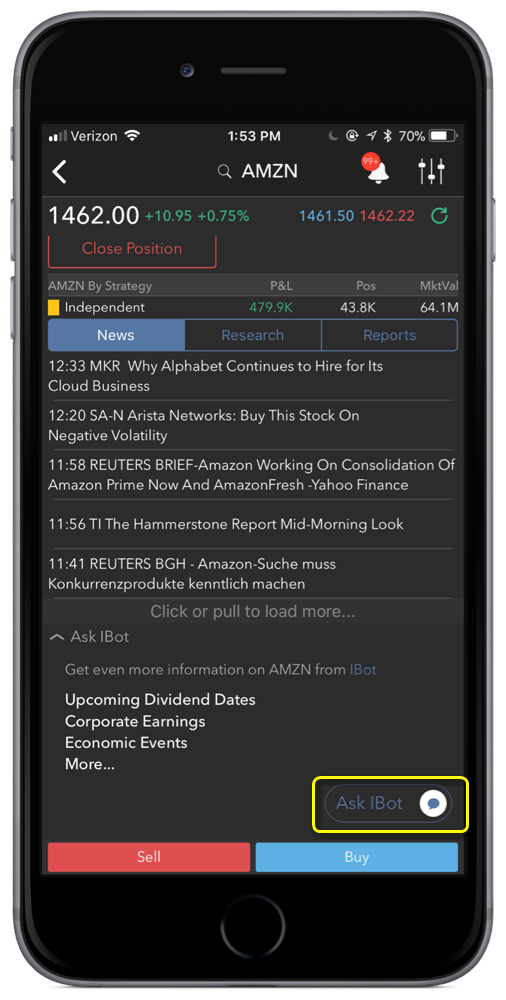 Verizon 1:53 PM 70%
AMZN 99+
1462.00 +10.95 +0.75% 1461.50 1462.22
Close Position
AMZN By Strategy P&L Pos MktVal
Independent 479.9K 43.8K 64.1M
News Research Reports
12:33 MKR Why Alphabet Continues to Hire for Its
Cloud Business
12:20 SA-N Arista Networks: Buy This Stock On
Negative Volatility
11:58 REUTERS BRIEF-Amazon Working On Consolidation Of
Amazon Prime Now And AmazonFresh -Yahoo Finance
11:56 TI The Hammerstone Report Mid-Morning Look
11:41 REUTERS BGH - Amazon-Suche muss
Konkurrenzprodukte kenntlich machen
Click or pull to load more...
Ask IBot
Get even more information on AMZN from IBot
Upcoming Dividend Dates
Corporate Earnings
Economic Events
More...
Ask IBot
Sell Buy